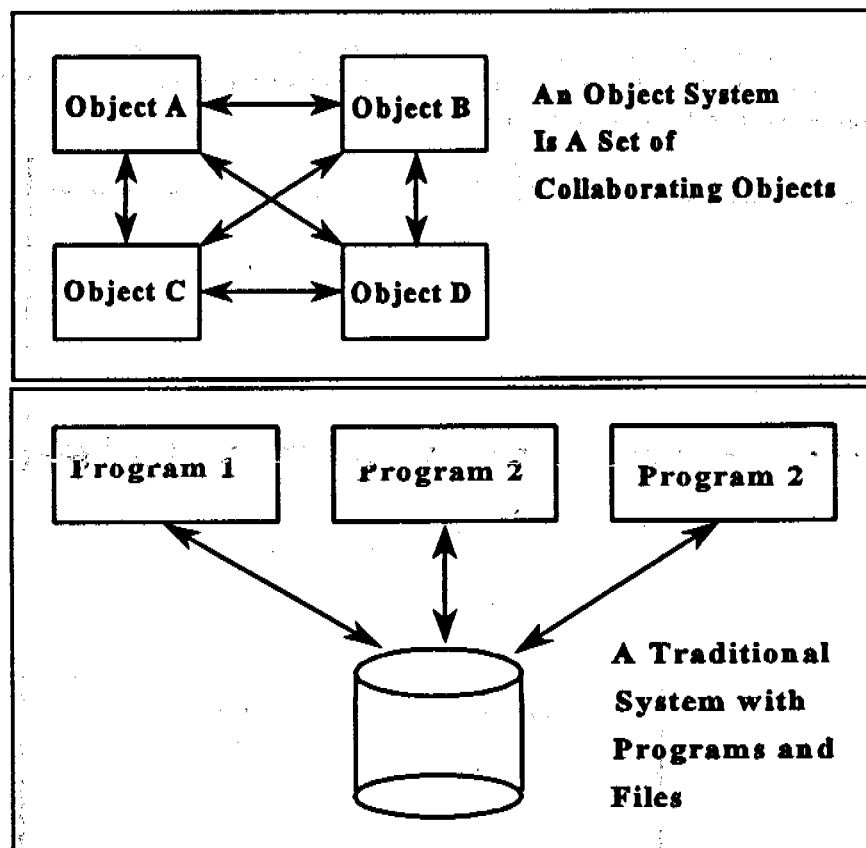 Object A
Object B
An Object System
Is A Set of
Collaborating Objects
Object C
Object D
Program 1
Program 2
Program 2
A Traditional
System with
Programs and
Files